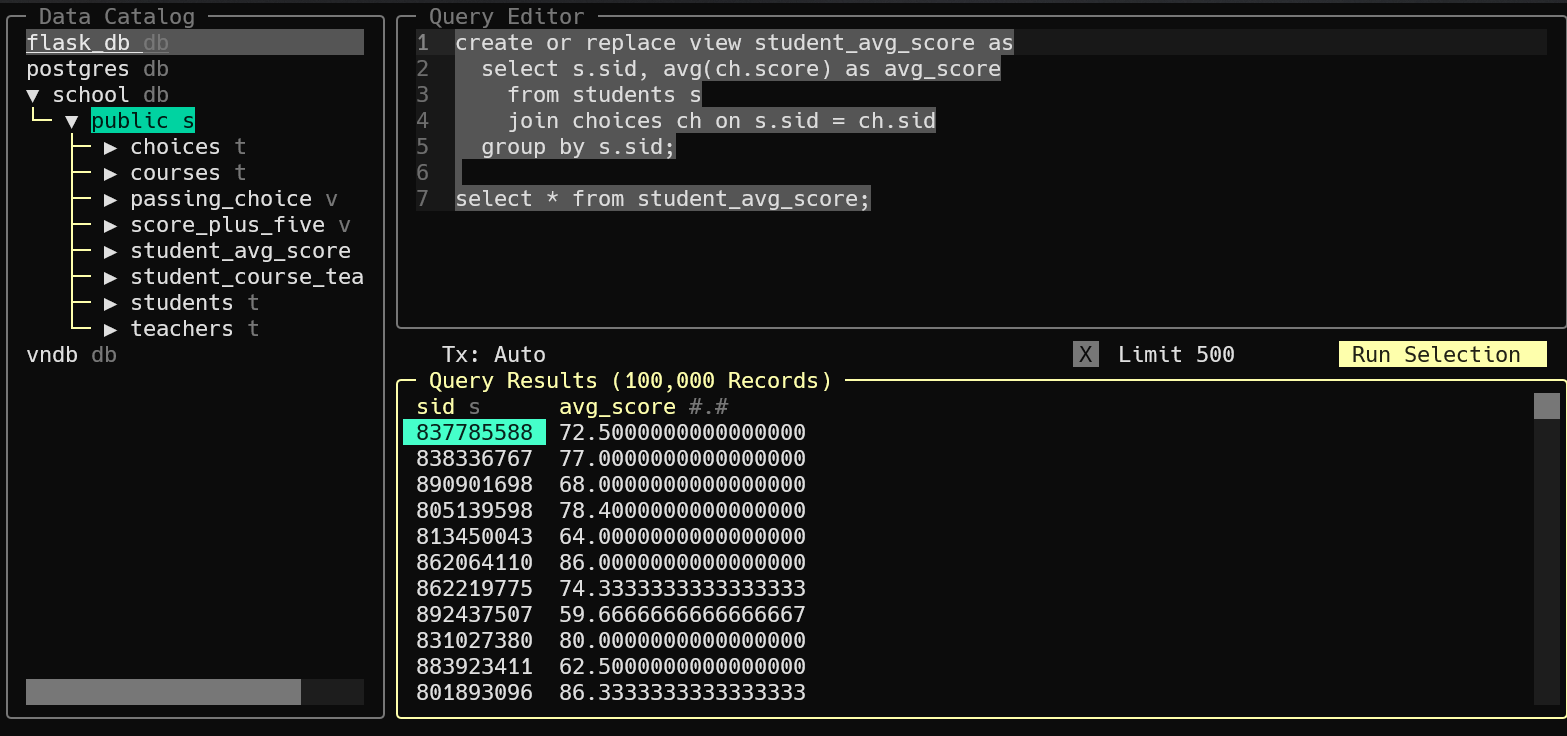 Data Catalog
flask_db db
postgres db
▼ school db
▼ public s
▶ choices t
▶ courses t
▶ passing_choice v
▶ score_plus_five v
▶ student_avg_score
▶ student_course_tea
▶ students t
▶ teachers t
vndb db
Query Editor
1 create or replace view student_avg_score as
2   select s.sid, avg(ch.score) as avg_score
3     from students s
4     join choices ch on s.sid = ch.sid
5   group by s.sid;
6
7 select * from student_avg_score;
Tx: Auto X Limit 500 Run Selection
Query Results (100,000 Records)
sid s avg_score #.#
837785588 72.5000000000000000
838336767 77.0000000000000000
890901698 68.0000000000000000
805139598 78.4000000000000000
813450043 64.0000000000000000
862064110 86.0000000000000000
862219775 74.3333333333333333
892437507 59.6666666666666667
831027380 80.0000000000000000
883923411 62.5000000000000000
801893096 86.3333333333333333